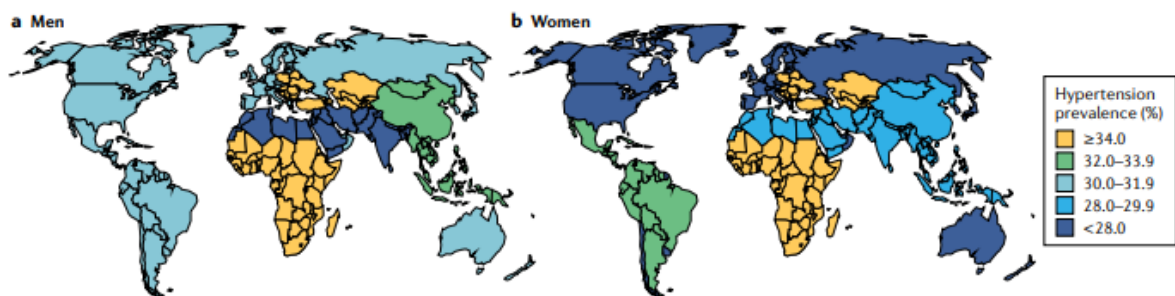 a Men
b Women
Hypertension
prevalence (%)
≥34.0
32.0–33.9
30.0–31.9
28.0–29.9
<28.0